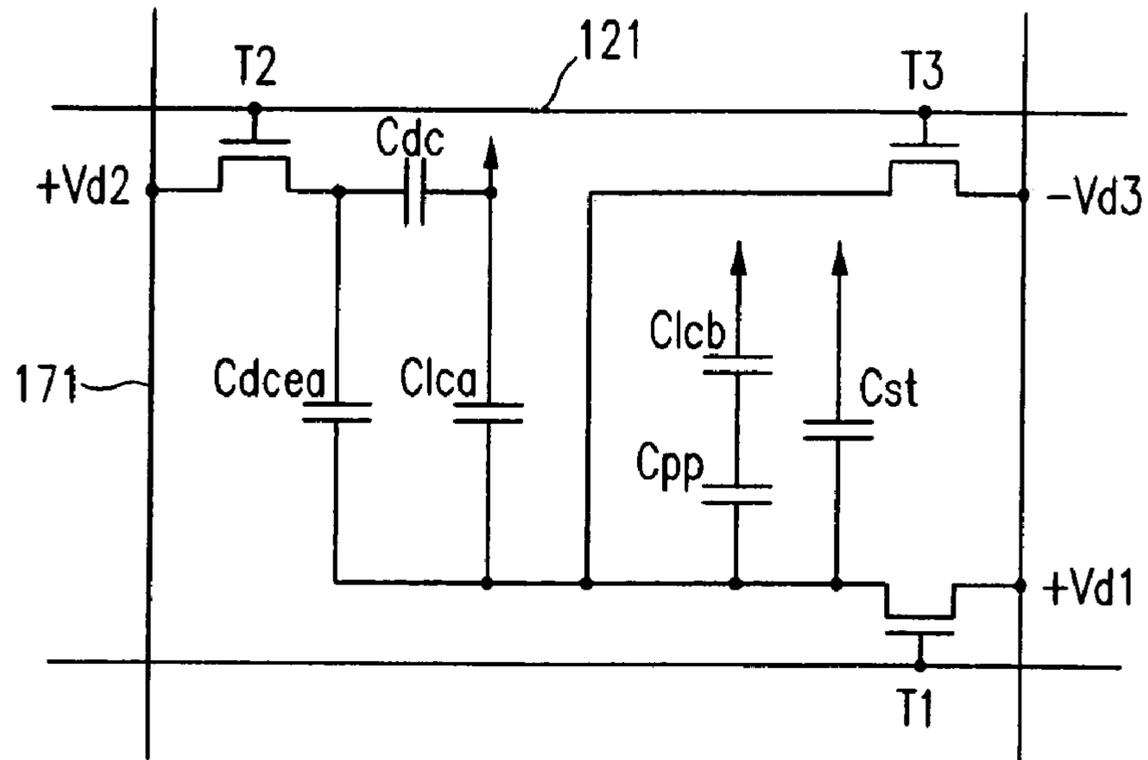 121
T2
T3
Cdc
+Vd2
-Vd3
Clcb
171
Cdcea
Clca
Cst
Cpp
+Vd1
T1